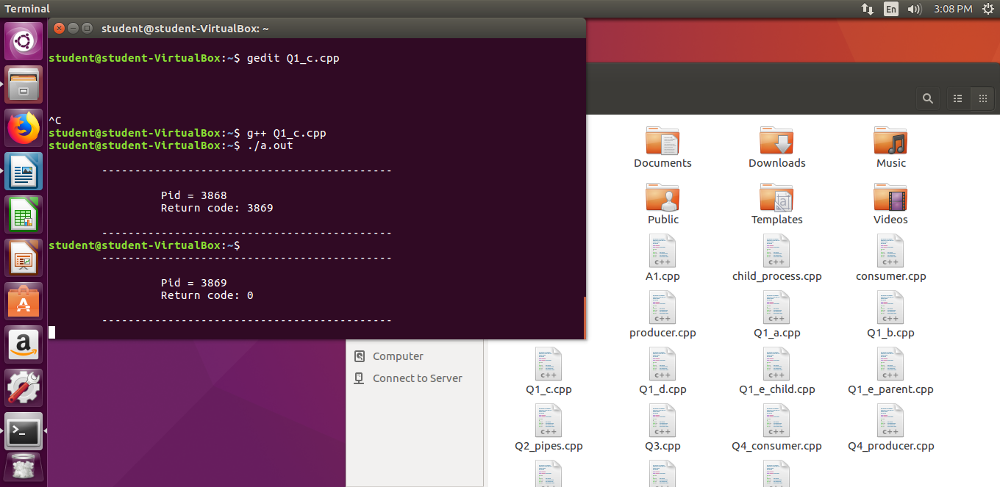 Terminal
En
3:08 PM
student@student-VirtualBox: ~
student@student-VirtualBox:~$ gedit Q1_c.cpp
^C
student@student-VirtualBox:~$ g++ Q1_c.cpp
student@student-VirtualBox:~$ ./a.out
--------------------------------------------
Pid = 3868
Return code: 3869
--------------------------------------------
student@student-VirtualBox:~$
--------------------------------------------
Pid = 3869
Return code: 0
--------------------------------------------
Computer
Connect to Server
Documents
Downloads
Music
Public
Templates
Videos
A1.cpp
child_process.cpp
consumer.cpp
producer.cpp
Q1_a.cpp
Q1_b.cpp
Q1_c.cpp
Q1_d.cpp
Q1_e_child.cpp
Q1_e_parent.cpp
Q2_pipes.cpp
Q3.cpp
Q4_consumer.cpp
Q4_producer.cpp